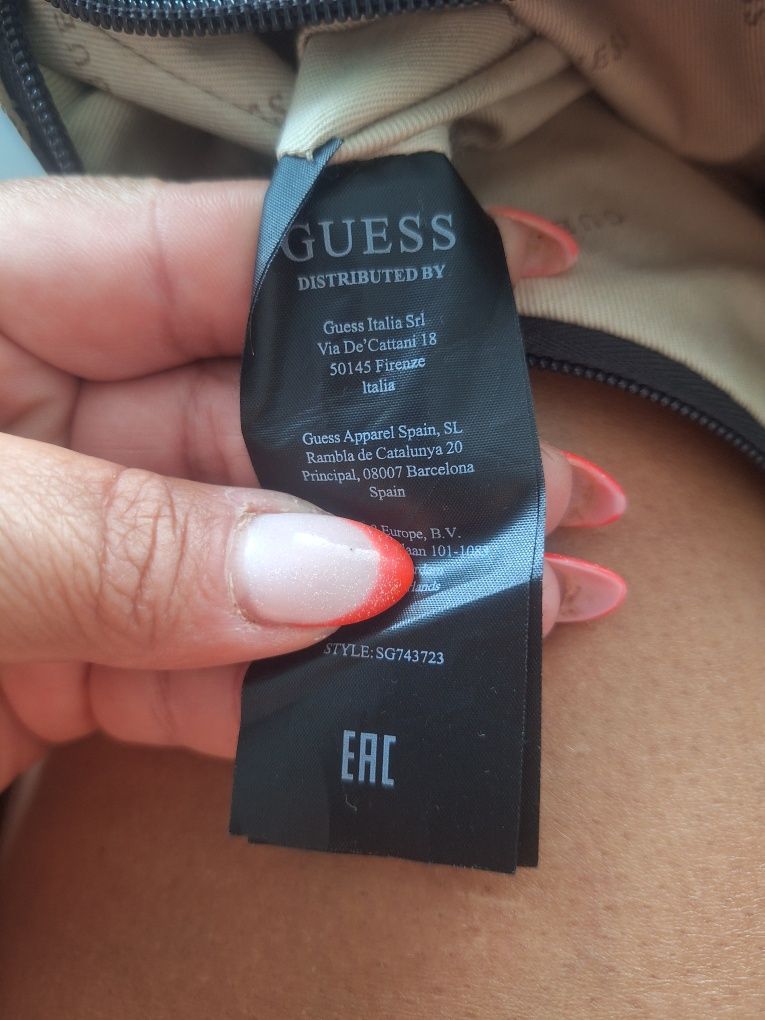 GUESS
DISTRIBUTED BY
Guess Italia Srl
Via De'Cattani 18
50145 Firenze
Italia
Guess Apparel Spain, SL
Rambla de Catalunya 20
Principal, 08007 Barcelona
Spain
Europe, B.V.
STYLE: SG743723
EAC